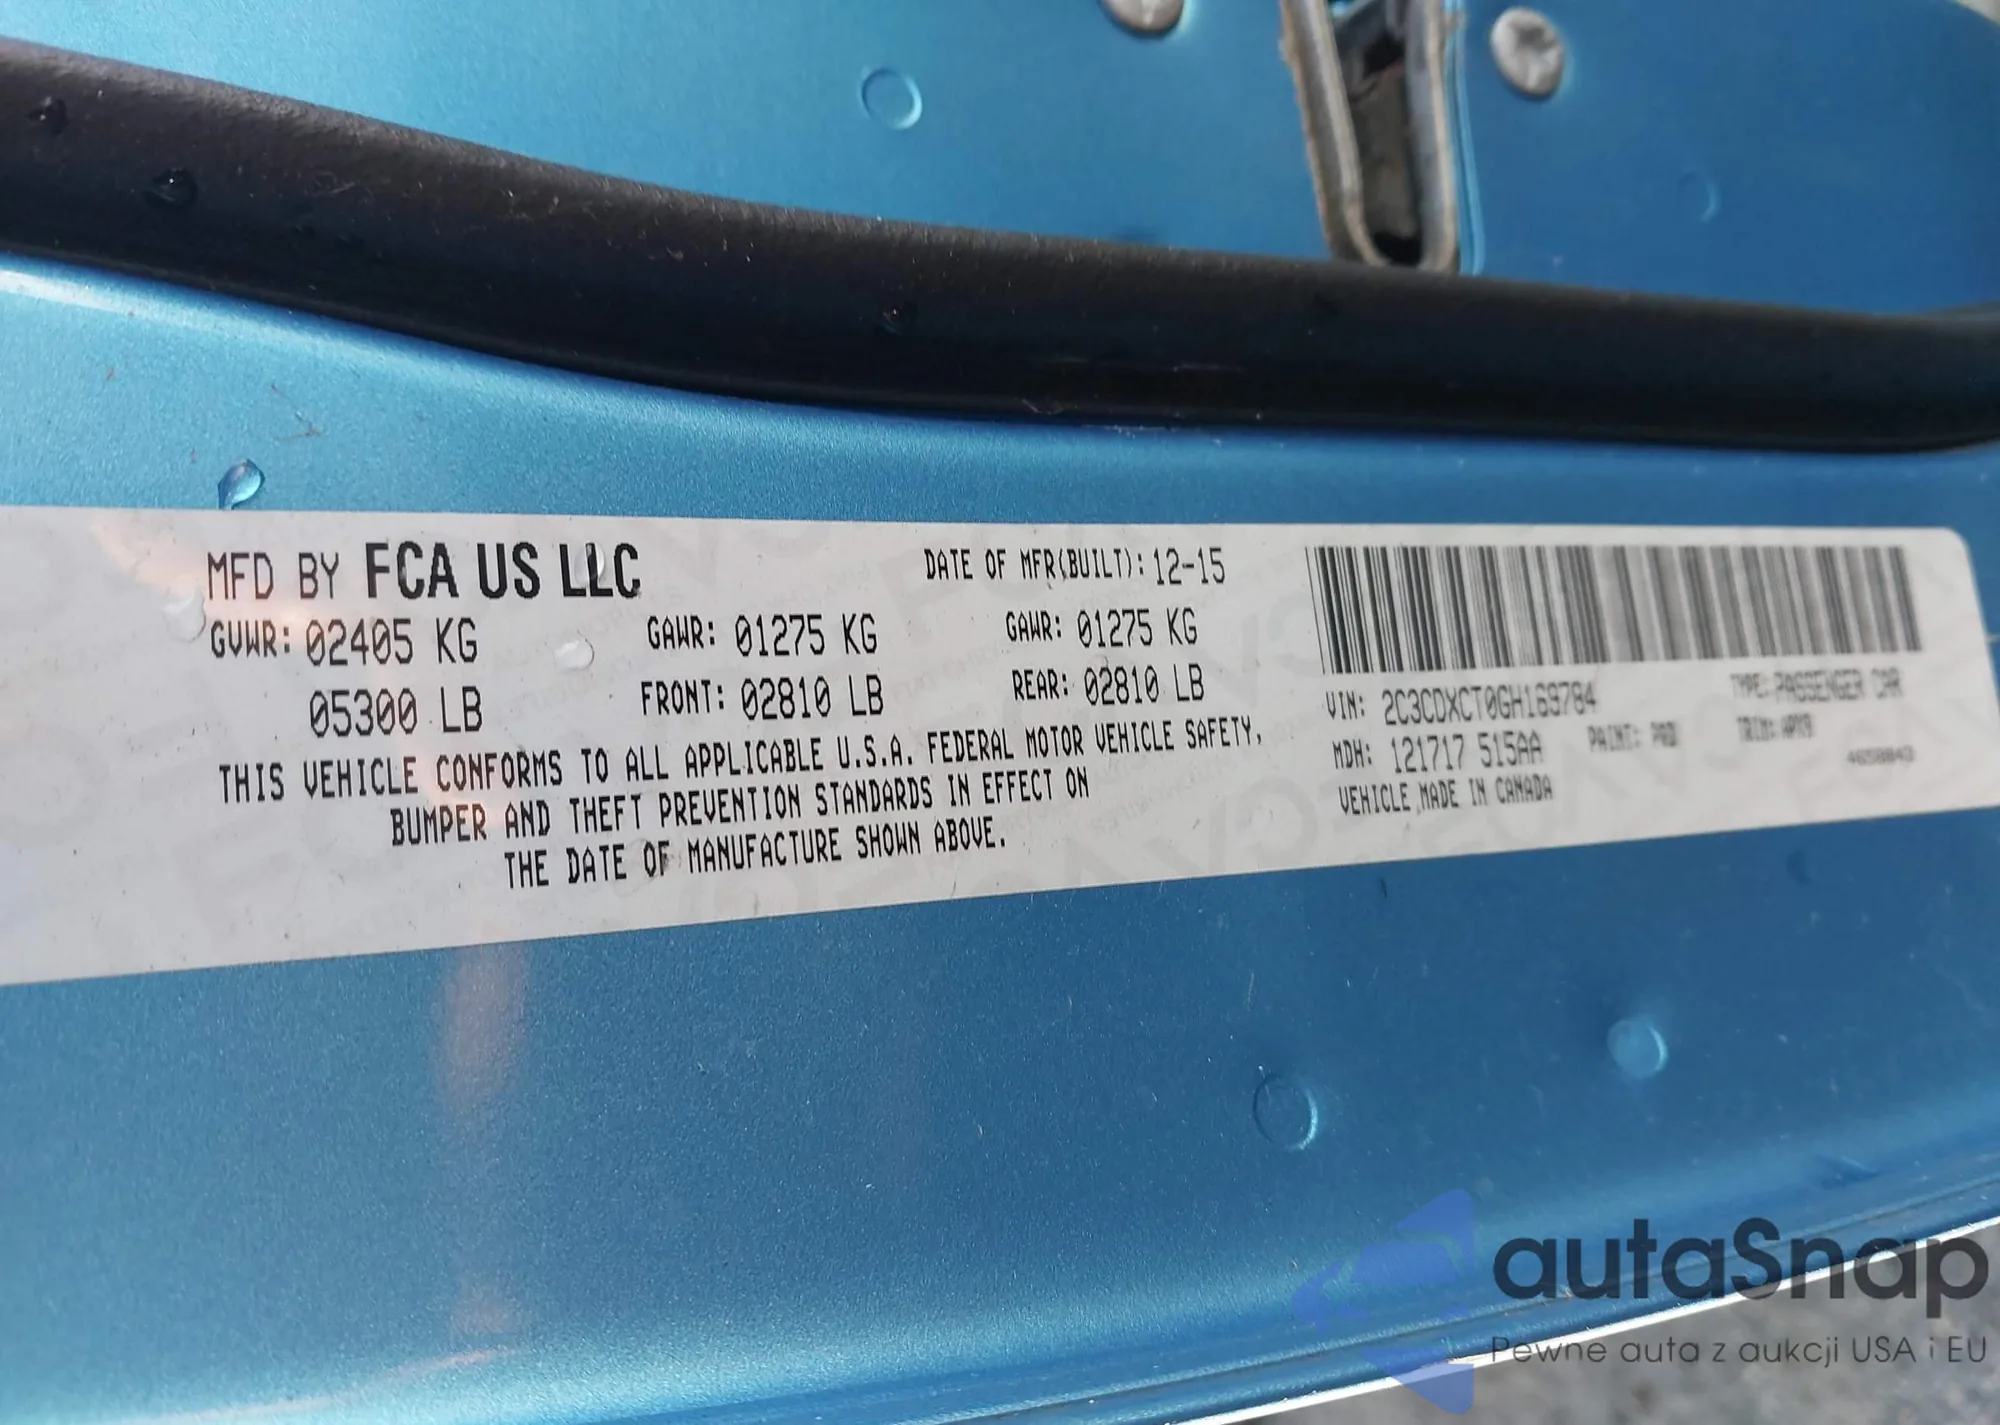 MFD BY FCA US LLC
DATE OF MFR(BUILT): 12-15
GVWR: 02405 KG
05300 LB
GAWR: 01275 KG
FRONT: 02810 LB
GAWR: 01275 KG
REAR: 02810 LB
THIS VEHICLE CONFORMS TO ALL APPLICABLE U.S.A. FEDERAL MOTOR VEHICLE SAFETY,
BUMPER AND THEFT PREVENTION STANDARDS IN EFFECT ON
THE DATE OF MANUFACTURE SHOWN ABOVE.
VIN: 2C3CDXCT0GH169784
TYPE: PASSENGER CAR
MDH: 121717 515AA
PAINT:
TRIM:
VEHICLE MADE IN CANADA
autaSnap
Pewne auta z aukcji USA i EU